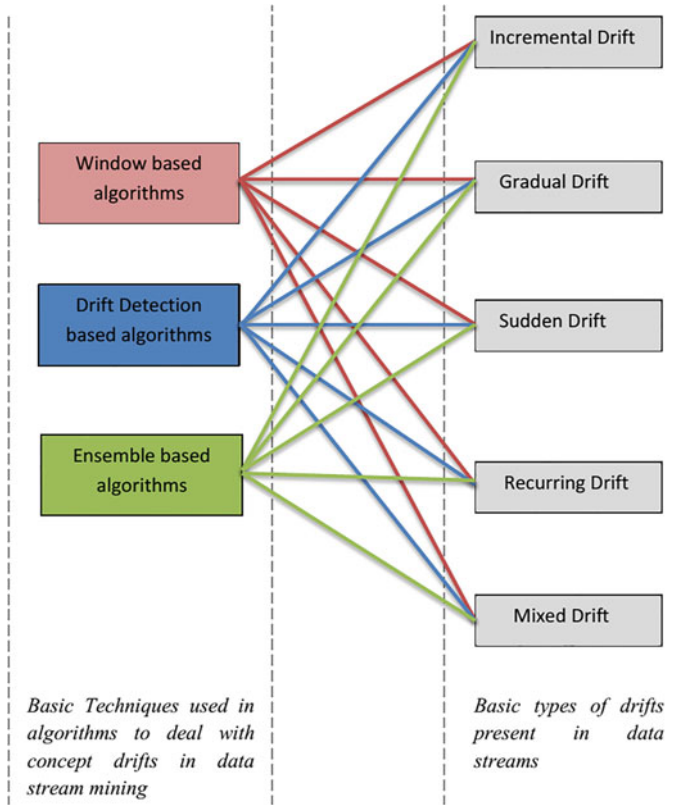 Incremental Drift
Window based
algorithms
Gradual Drift
Drift Detection
based algorithms
Sudden Drift
Ensemble based
algorithms
Recurring Drift
Mixed Drift
Basic Techniques used in
algorithms to deal with
concept drifts in data
stream mining
Basic types of drifts
present in data
streams